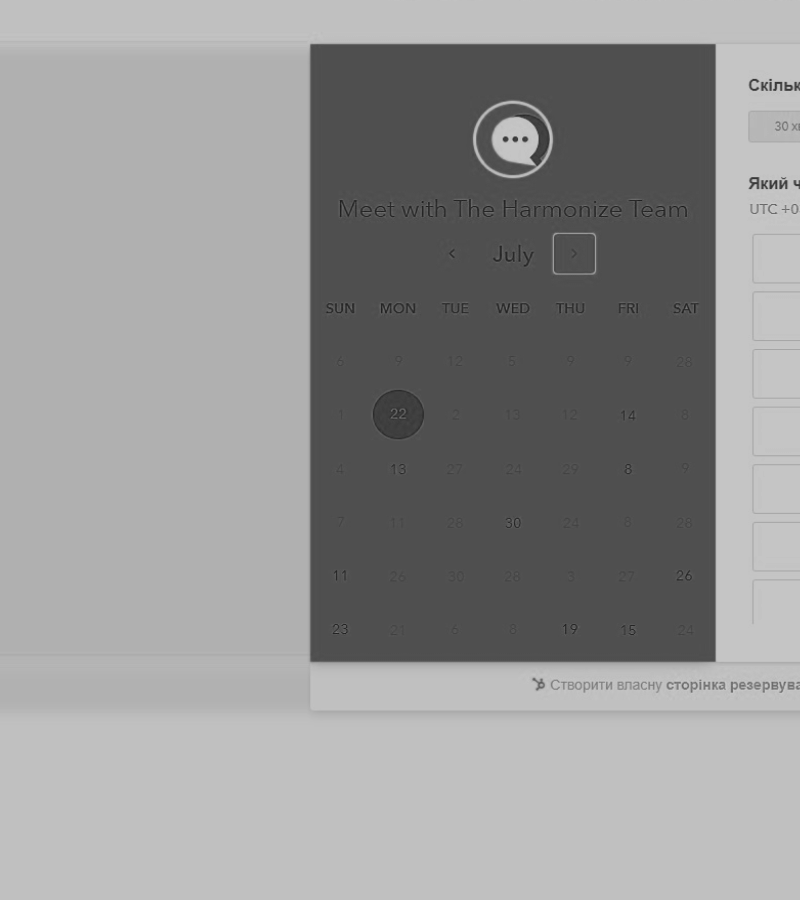 Meet with The Harmonize Team
July
SUN MON TUE WED THU FRI SAT
6 9 12 5 9 9 28
1 22 2 13 12 14 8
4 13 27 24 29 8 9
7 11 28 30 24 8 28
11 26 30 28 3 27 26
23 21 6 8 19 15 24
Скільк
30 хв
Який ч
UTC +0
Створити власну сторінка резервува